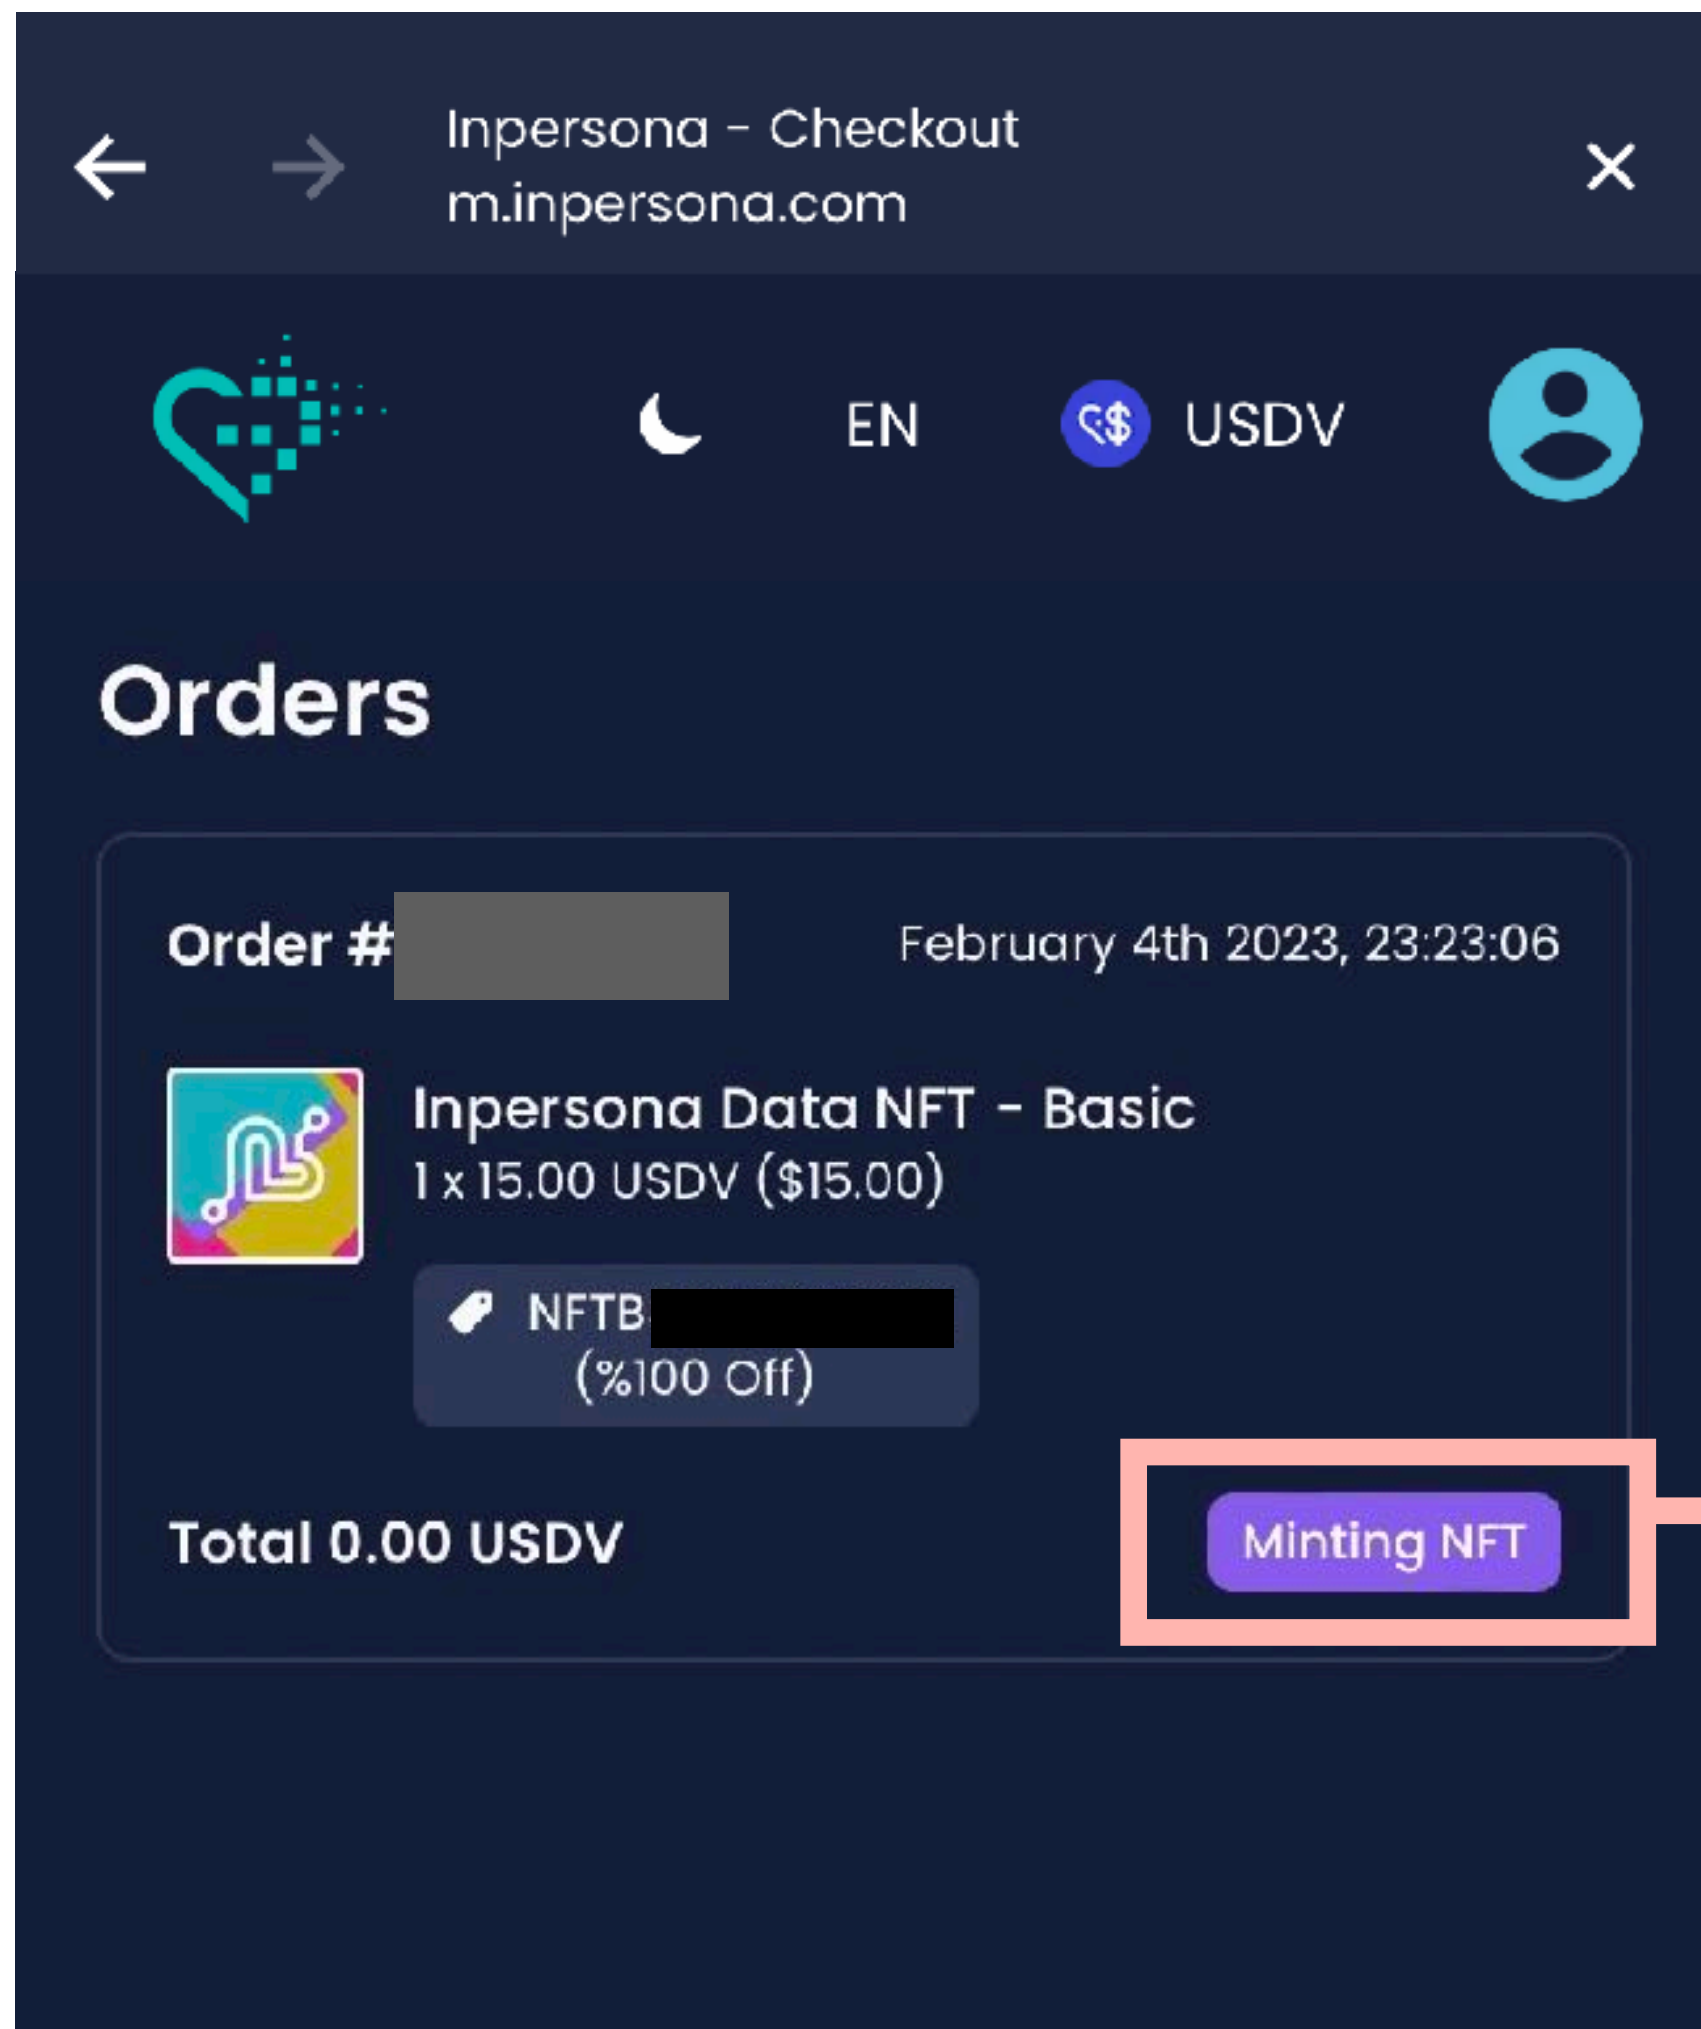 Inpersona - Checkout
m.inpersona.com
EN
USDV
Orders
Order #
February 4th 2023, 23:23:06
Inpersona Data NFT - Basic
1 x 15.00 USDV ($15.00)
NFTB
(%100 Off)
Total 0.00 USDV
Minting NFT